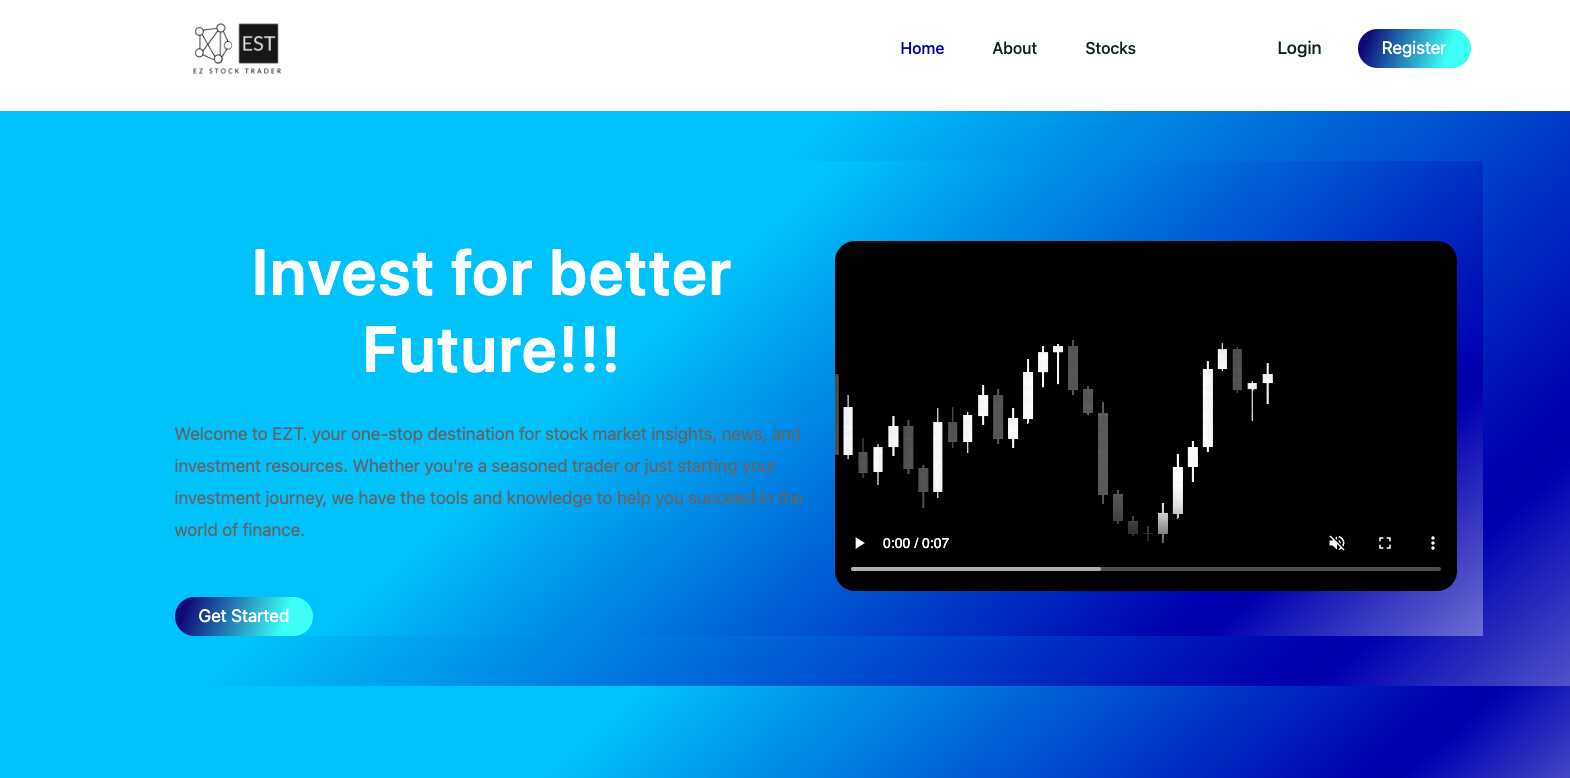 EST
EZ STOCK TRADER
Home
About
Stocks
Login
Register
Invest for better
Future!!!
Welcome to EZT. your one-stop destination for stock market insights, news, and
investment resources. Whether you're a seasoned trader or just starting your
investment journey, we have the tools and knowledge to help you succeed in the
world of finance.
Get Started
0:00 / 0:07